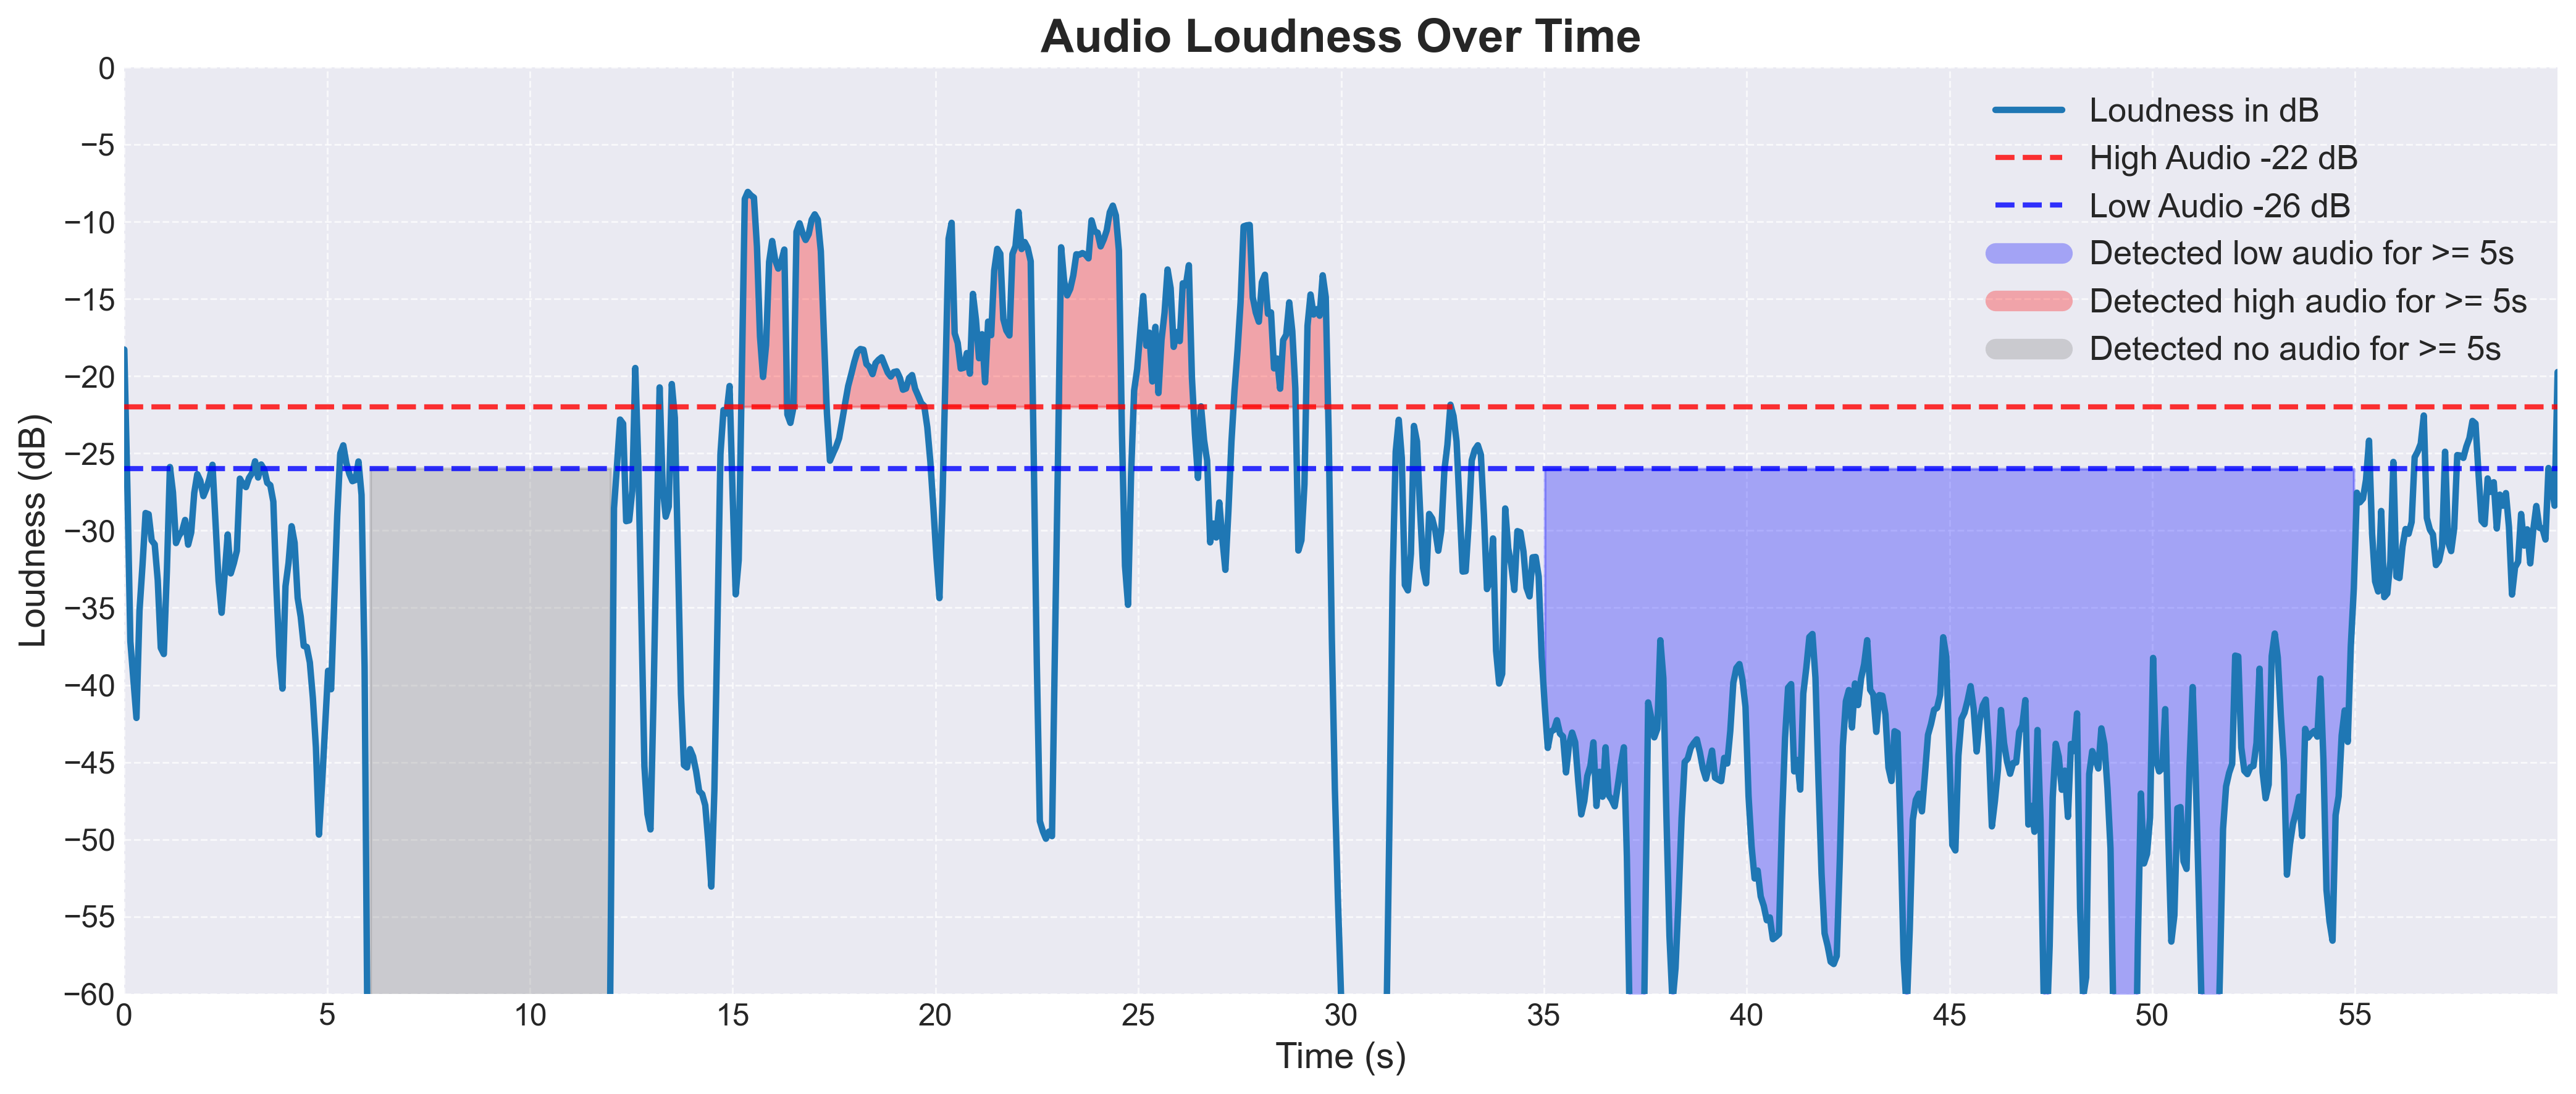 Audio Loudness Over Time
Loudness (dB)
0
−5
−10
−15
−20
−25
−30
−35
−40
−45
−50
−55
−60
Loudness in dB
High Audio -22 dB
Low Audio -26 dB
Detected low audio for >= 5s
Detected high audio for >= 5s
Detected no audio for >= 5s
0 5 10 15 20 25 30 35 40 45 50 55
Time (s)